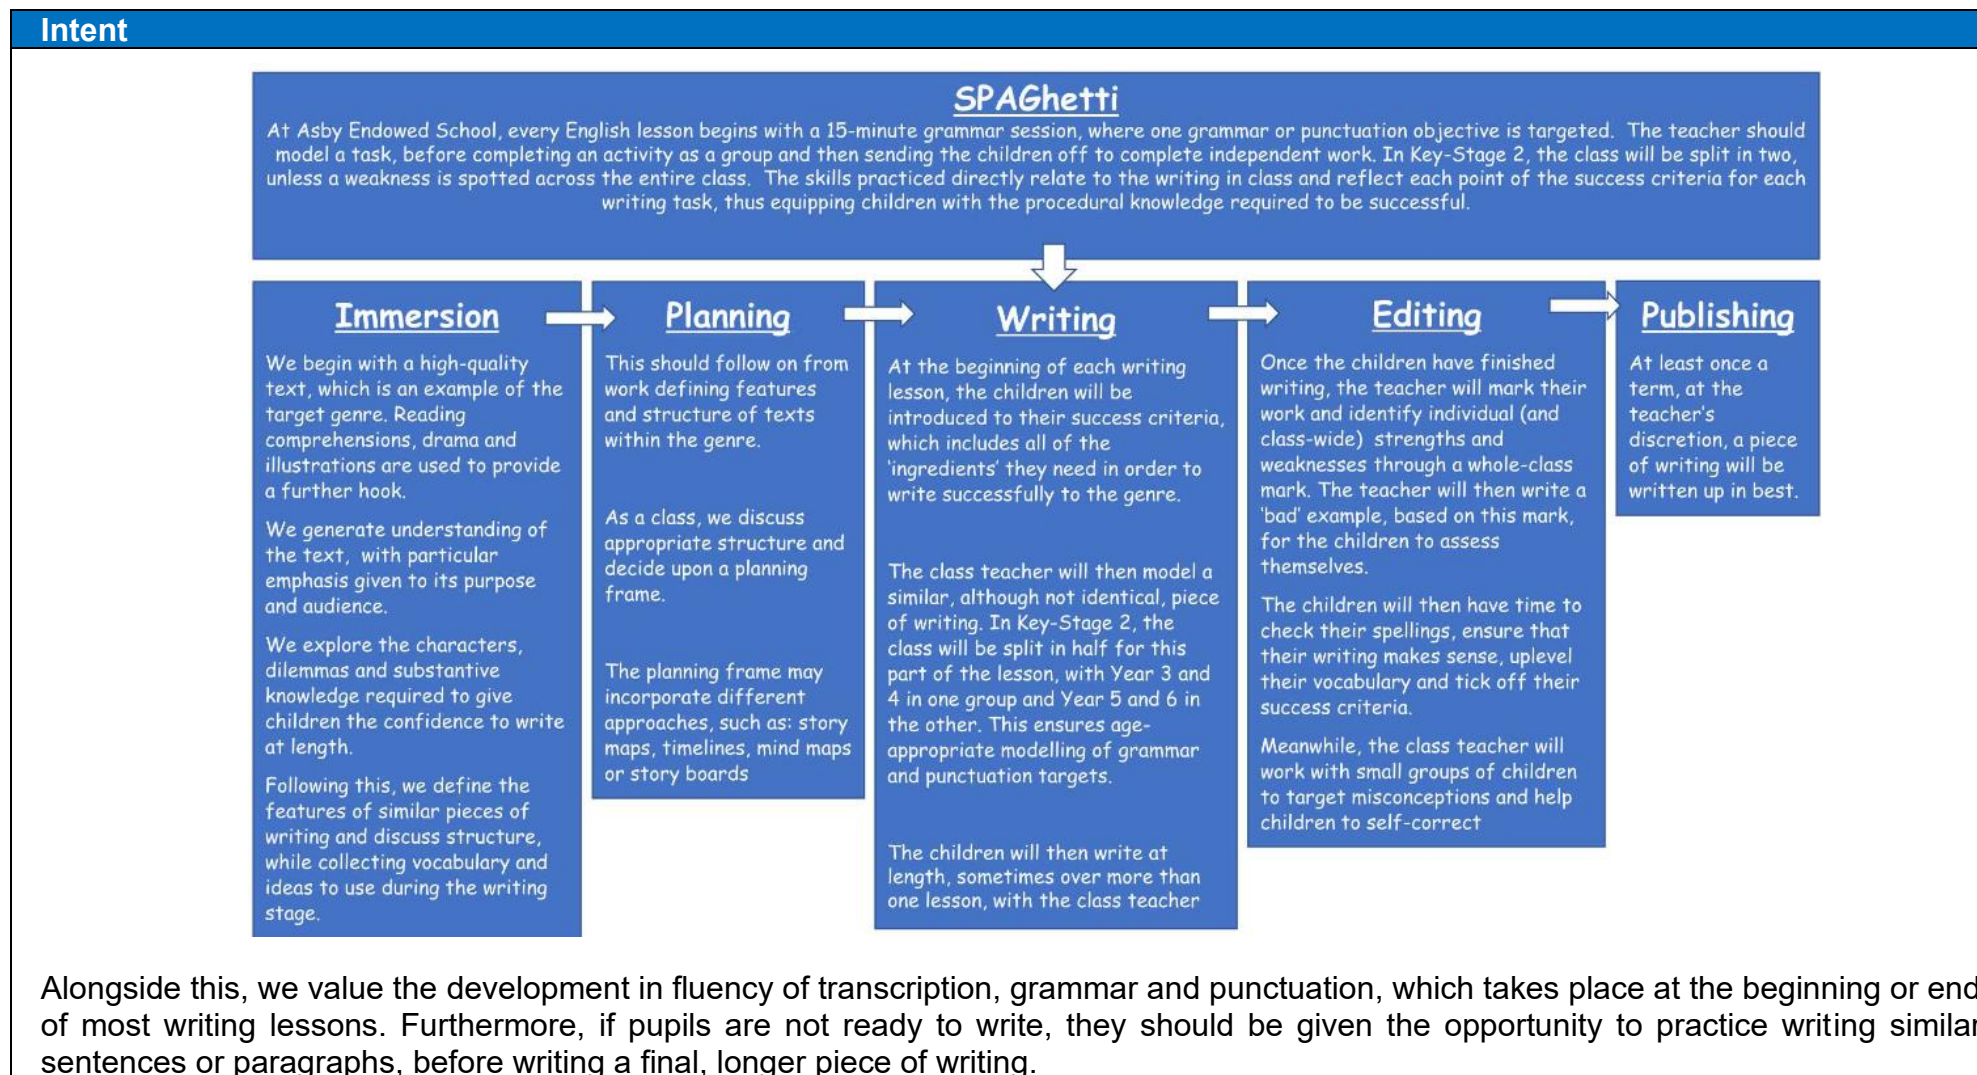 Intent
SPAGhetti
At Asby Endowed School, every English lesson begins with a 15-minute grammar session, where one grammar or punctuation objective is targeted. The teacher should
model a task, before completing an activity as a group and then sending the children off to complete independent work. In Key-Stage 2, the class will be split in two,
unless a weakness is spotted across the entire class. The skills practiced directly relate to the writing in class and reflect each point of the success criteria for each
writing task, thus equipping children with the procedural knowledge required to be successful.
Immersion
We begin with a high-quality
text, which is an example of the
target genre. Reading
comprehensions, drama and
illustrations are used to provide
a further hook.
We generate understanding of
the text, with particular
emphasis given to its purpose
and audience.
We explore the characters,
dilemmas and substantive
knowledge required to give
children the confidence to write
at length.
Following this, we define the
features of similar pieces of
writing and discuss structure,
while collecting vocabulary and
ideas to use during the writing
stage.
Planning
This should follow on from
work defining features
and structure of texts
within the genre.
As a class, we discuss
appropriate structure and
decide upon a planning
frame.
The planning frame may
incorporate different
approaches, such as: story
maps, timelines, mind maps
or story boards
Writing
At the beginning of each writing
lesson, the children will be
introduced to their success criteria,
which includes all of the
'ingredients' they need in order to
write successfully to the genre.
The class teacher will then model a
similar, although not identical, piece
of writing. In Key-Stage 2, the
class will be split in half for this
part of the lesson, with Year 3 and
4 in one group and Year 5 and 6 in
the other. This ensures age-
appropriate modelling of grammar
and punctuation targets.
The children will then write at
length, sometimes over more than
one lesson, with the class teacher
Editing
Once the children have finished
writing, the teacher will mark their
work and identify individual (and
class-wide) strengths and
weaknesses through a whole-class
mark. The teacher will then write a
'bad' example, based on this mark,
for the children to assess
themselves.
The children will then have time to
check their spellings, ensure that
their writing makes sense, uplevel
their vocabulary and tick off their
success criteria.
Meanwhile, the class teacher will
work with small groups of children
to target misconceptions and help
children to self-correct
Publishing
At least once a
term, at the
teacher's
discretion, a piece
of writing will be
written up in best.
Alongside this, we value the development in fluency of transcription, grammar and punctuation, which takes place at the beginning or end
of most writing lessons. Furthermore, if pupils are not ready to write, they should be given the opportunity to practice writing similar
sentences or paragraphs, before writing a final, longer piece of writing.